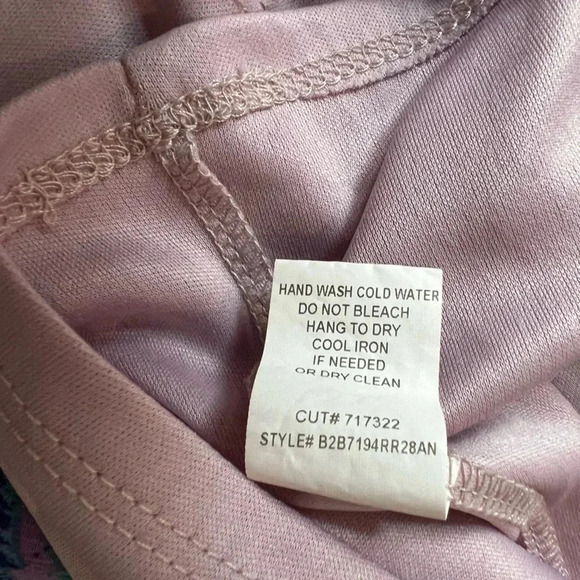 HAND WASH COLD WATER
DO NOT BLEACH
HANG TO DRY
COOL IRON
IF NEEDED
OR DRY CLEAN
CUT# 717322
STYLE# B2B7194RR28AN